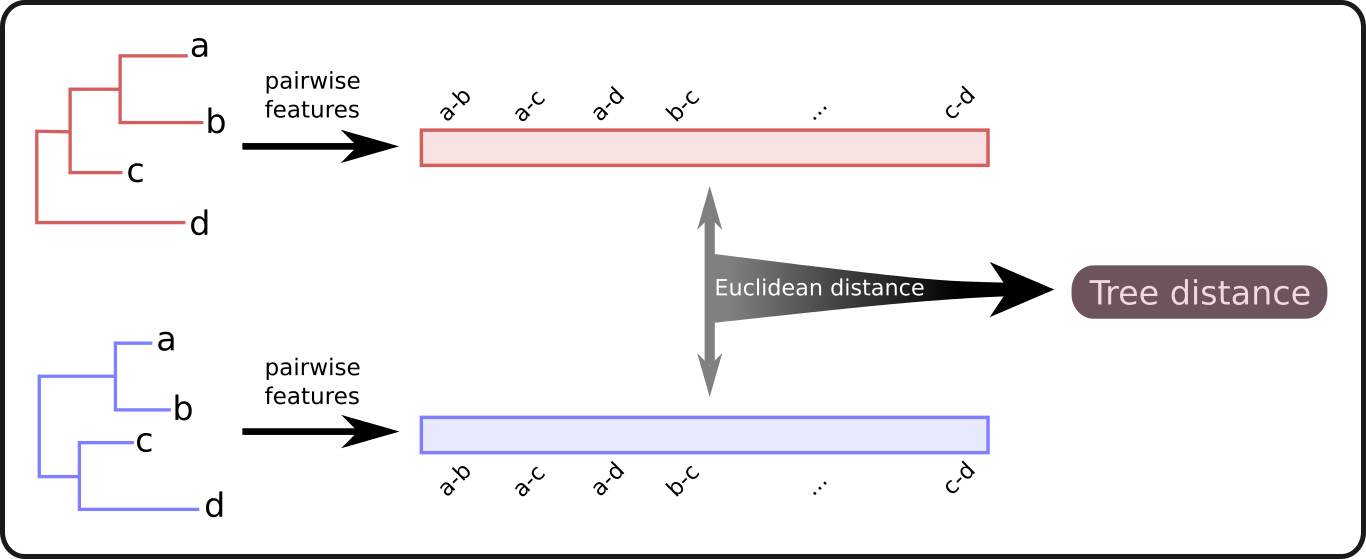 a
b
c
d
pairwise
features
a-b
a-c
a-d
b-c
...
c-d
Euclidean distance
Tree distance
a
b
c
d
pairwise
features
a-b
a-c
a-d
b-c
...
c-d